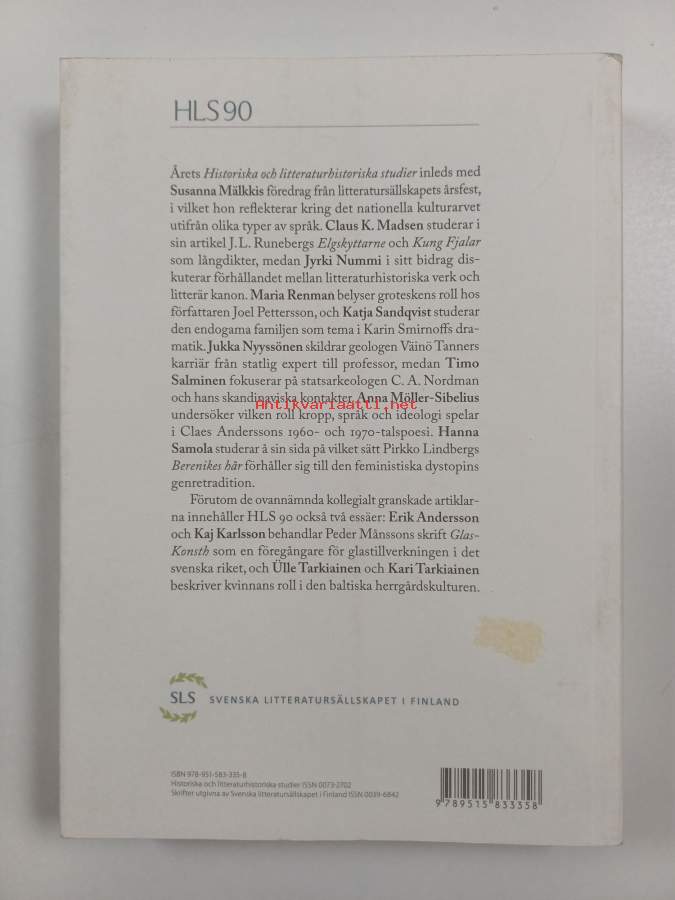 HLS 90
Årets Historiska och litteraturhistoriska studier inleds med
Susanna Mälkkis föredrag från litteratursällskapets årsfest,
i vilket hon reflekterar kring det nationella kulturarvet
utifrån olika typer av språk. Claus K. Madsen studerar i
sin artikel J.L. Runebergs Elgskyttarne och Kung Fjalar
som långdikter, medan Jyrki Nummi i sitt bidrag dis-
kuterar förhållandet mellan litteraturhistoriska verk och
litterär kanon. Maria Renman belyser groteskens roll hos
författaren Joel Pettersson, och Katja Sandqvist studerar
den endogama familjen som tema i Karin Smirnoffs dra-
matik. Jukka Nyyssönen skildrar geologen Väinö Tanners
karriär från statlig expert till professor, medan Timo
Salminen fokuserar på statsarkeologen C. A. Nordman
och hans skandinaviska kontakter. Anna Möller-Sibelius
Antikvariaatti.net
undersöker vilken roll kropp, språk och ideologi spelar
i Claes Anderssons 1960- och 1970-talspoesi. Hanna
Samola studerar å sin sida på vilket sätt Pirkko Lindbergs
Berenikes hår förhåller sig till den feministiska dystopins
genretradition.
Förutom de ovannämnda kollegialt granskade artiklar-
na innehåller HLS 90 också två essäer: Erik Andersson
och Kaj Karlsson behandlar Peder Månssons skrift Glas-
Konsth som en föregångare för glastillverkningen i det
svenska riket, och Ülle Tarkiainen och Kari Tarkiainen
beskriver kvinnans roll i den baltiska herrgårdskulturen.
SLS SVENSKA LITTERATURSÄLLSKAPET I FINLAND
ISBN 978-951-583-335-8
Historiska och litteraturhistoriska studier ISSN 0073-2702
Skrifter utgivna av Svenska litteratursällskapet i Finland ISSN 0039-6842
9 789515 833358